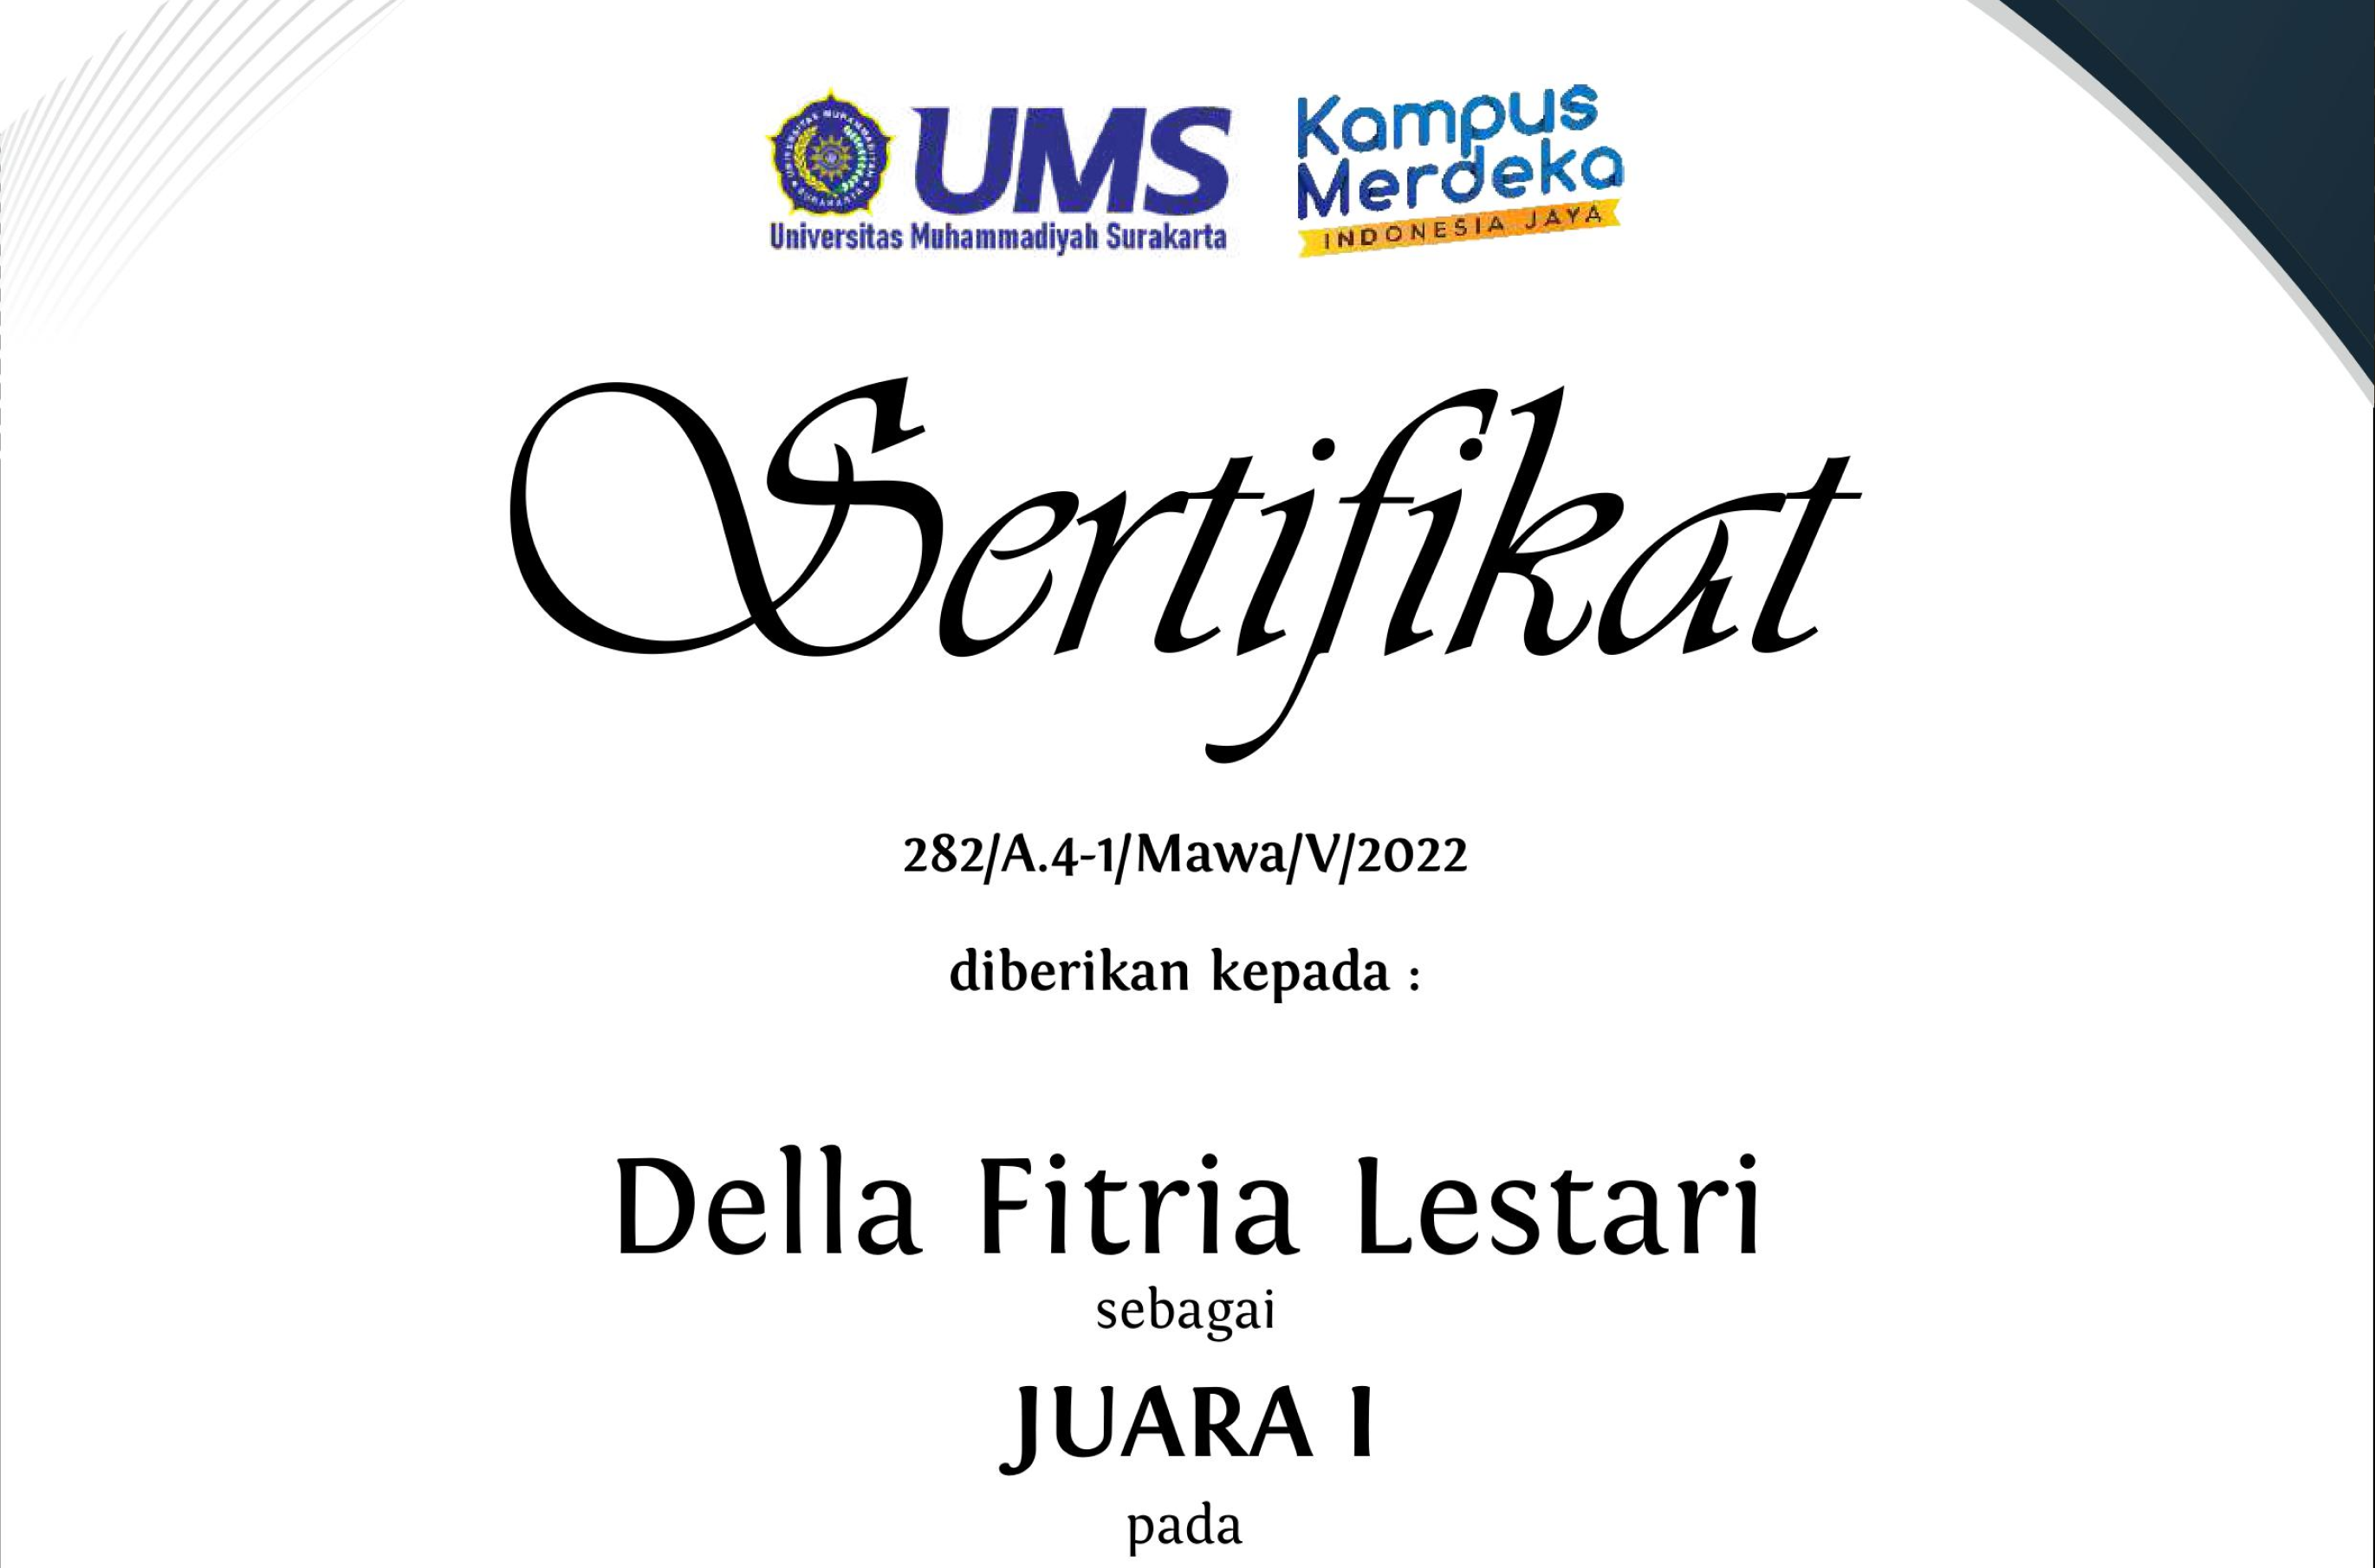 UMS
Universitas Muhammadiyah Surakarta
Kampus
Merdeka
INDONESIA JAYA
Sertifikat
282/A.4-1/Mawa/V/2022
diberikan kepada :
Della Fitria Lestari
sebagai
JUARA I
pada